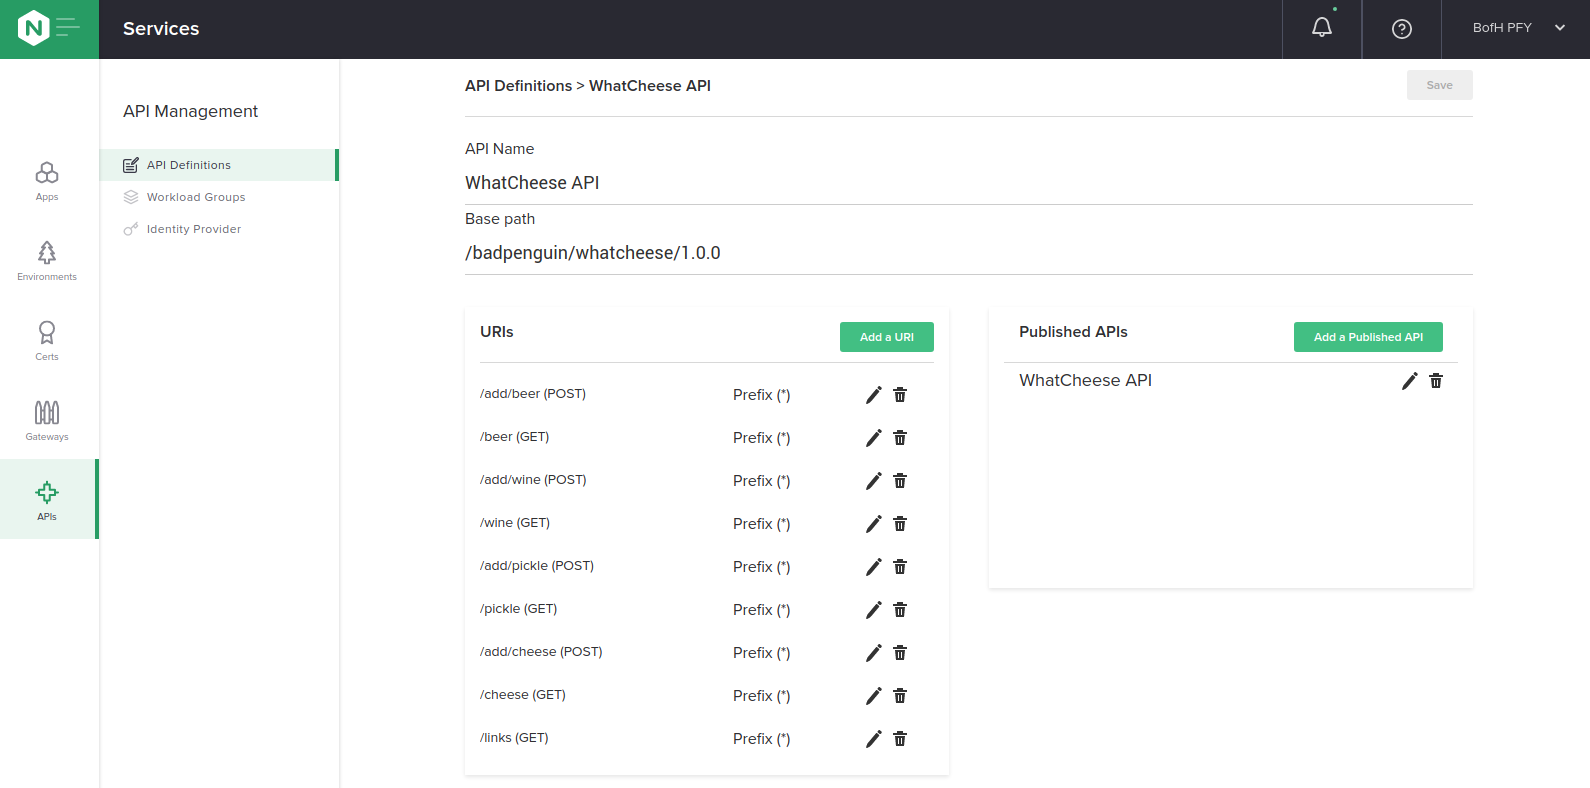 N
Services
BofH PFY
API Management
API Definitions
Workload Groups
Identity Provider
Apps
Environments
Certs
Gateways
APIs
API Definitions > WhatCheese API
Save
API Name
WhatCheese API
Base path
/badpenguin/whatcheese/1.0.0
URIs
Add a URI
/add/beer (POST) Prefix (*)
/beer (GET) Prefix (*)
/add/wine (POST) Prefix (*)
/wine (GET) Prefix (*)
/add/pickle (POST) Prefix (*)
/pickle (GET) Prefix (*)
/add/cheese (POST) Prefix (*)
/cheese (GET) Prefix (*)
/links (GET) Prefix (*)
Published APIs
Add a Published API
WhatCheese API